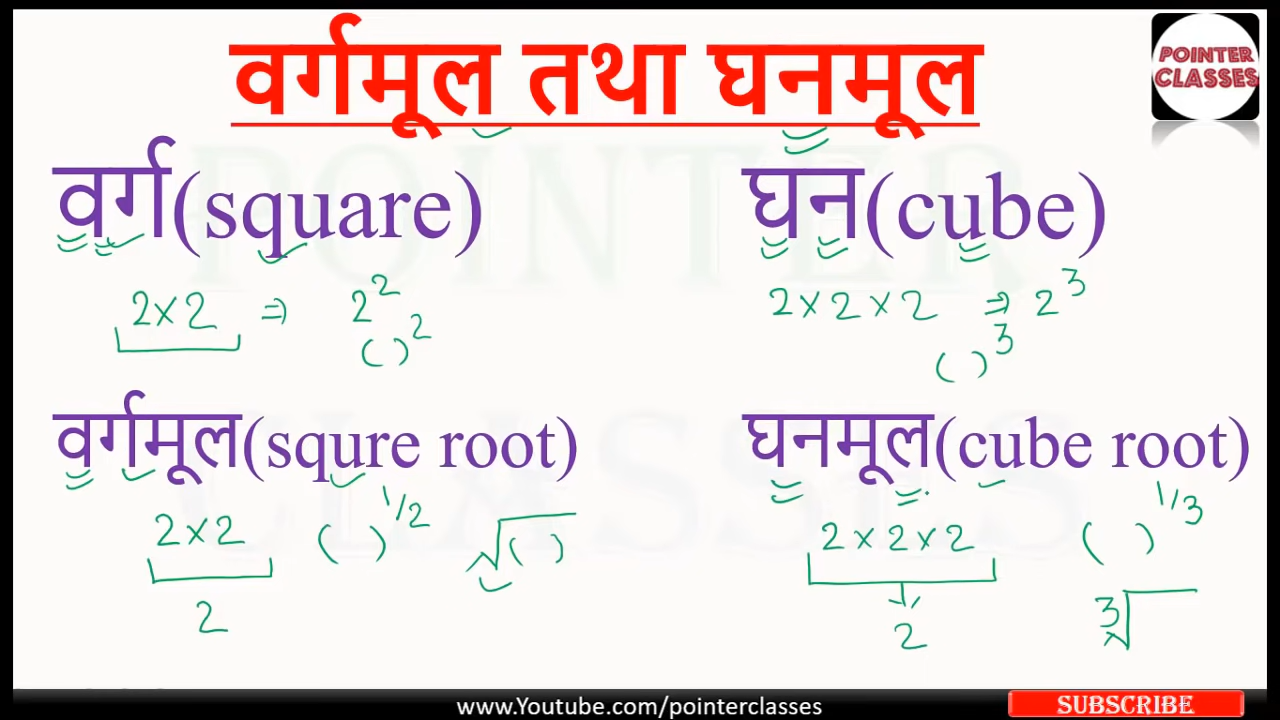 वर्गमूल तथा घनमूल
POINTER
CLASSES
वर्ग(square)
2×2 ⇒ 2²
( )²
घन(cube)
2×2×2 ⇒ 2³
( )³
वर्गमूल(squre root)
2×2 ( )^1/2 √( )
2
घनमूल(cube root)
2×2×2 ( )^1/3
2 ∛
POINTER
CLASSES
www.Youtube.com/pointerclasses
SUBSCRIBE